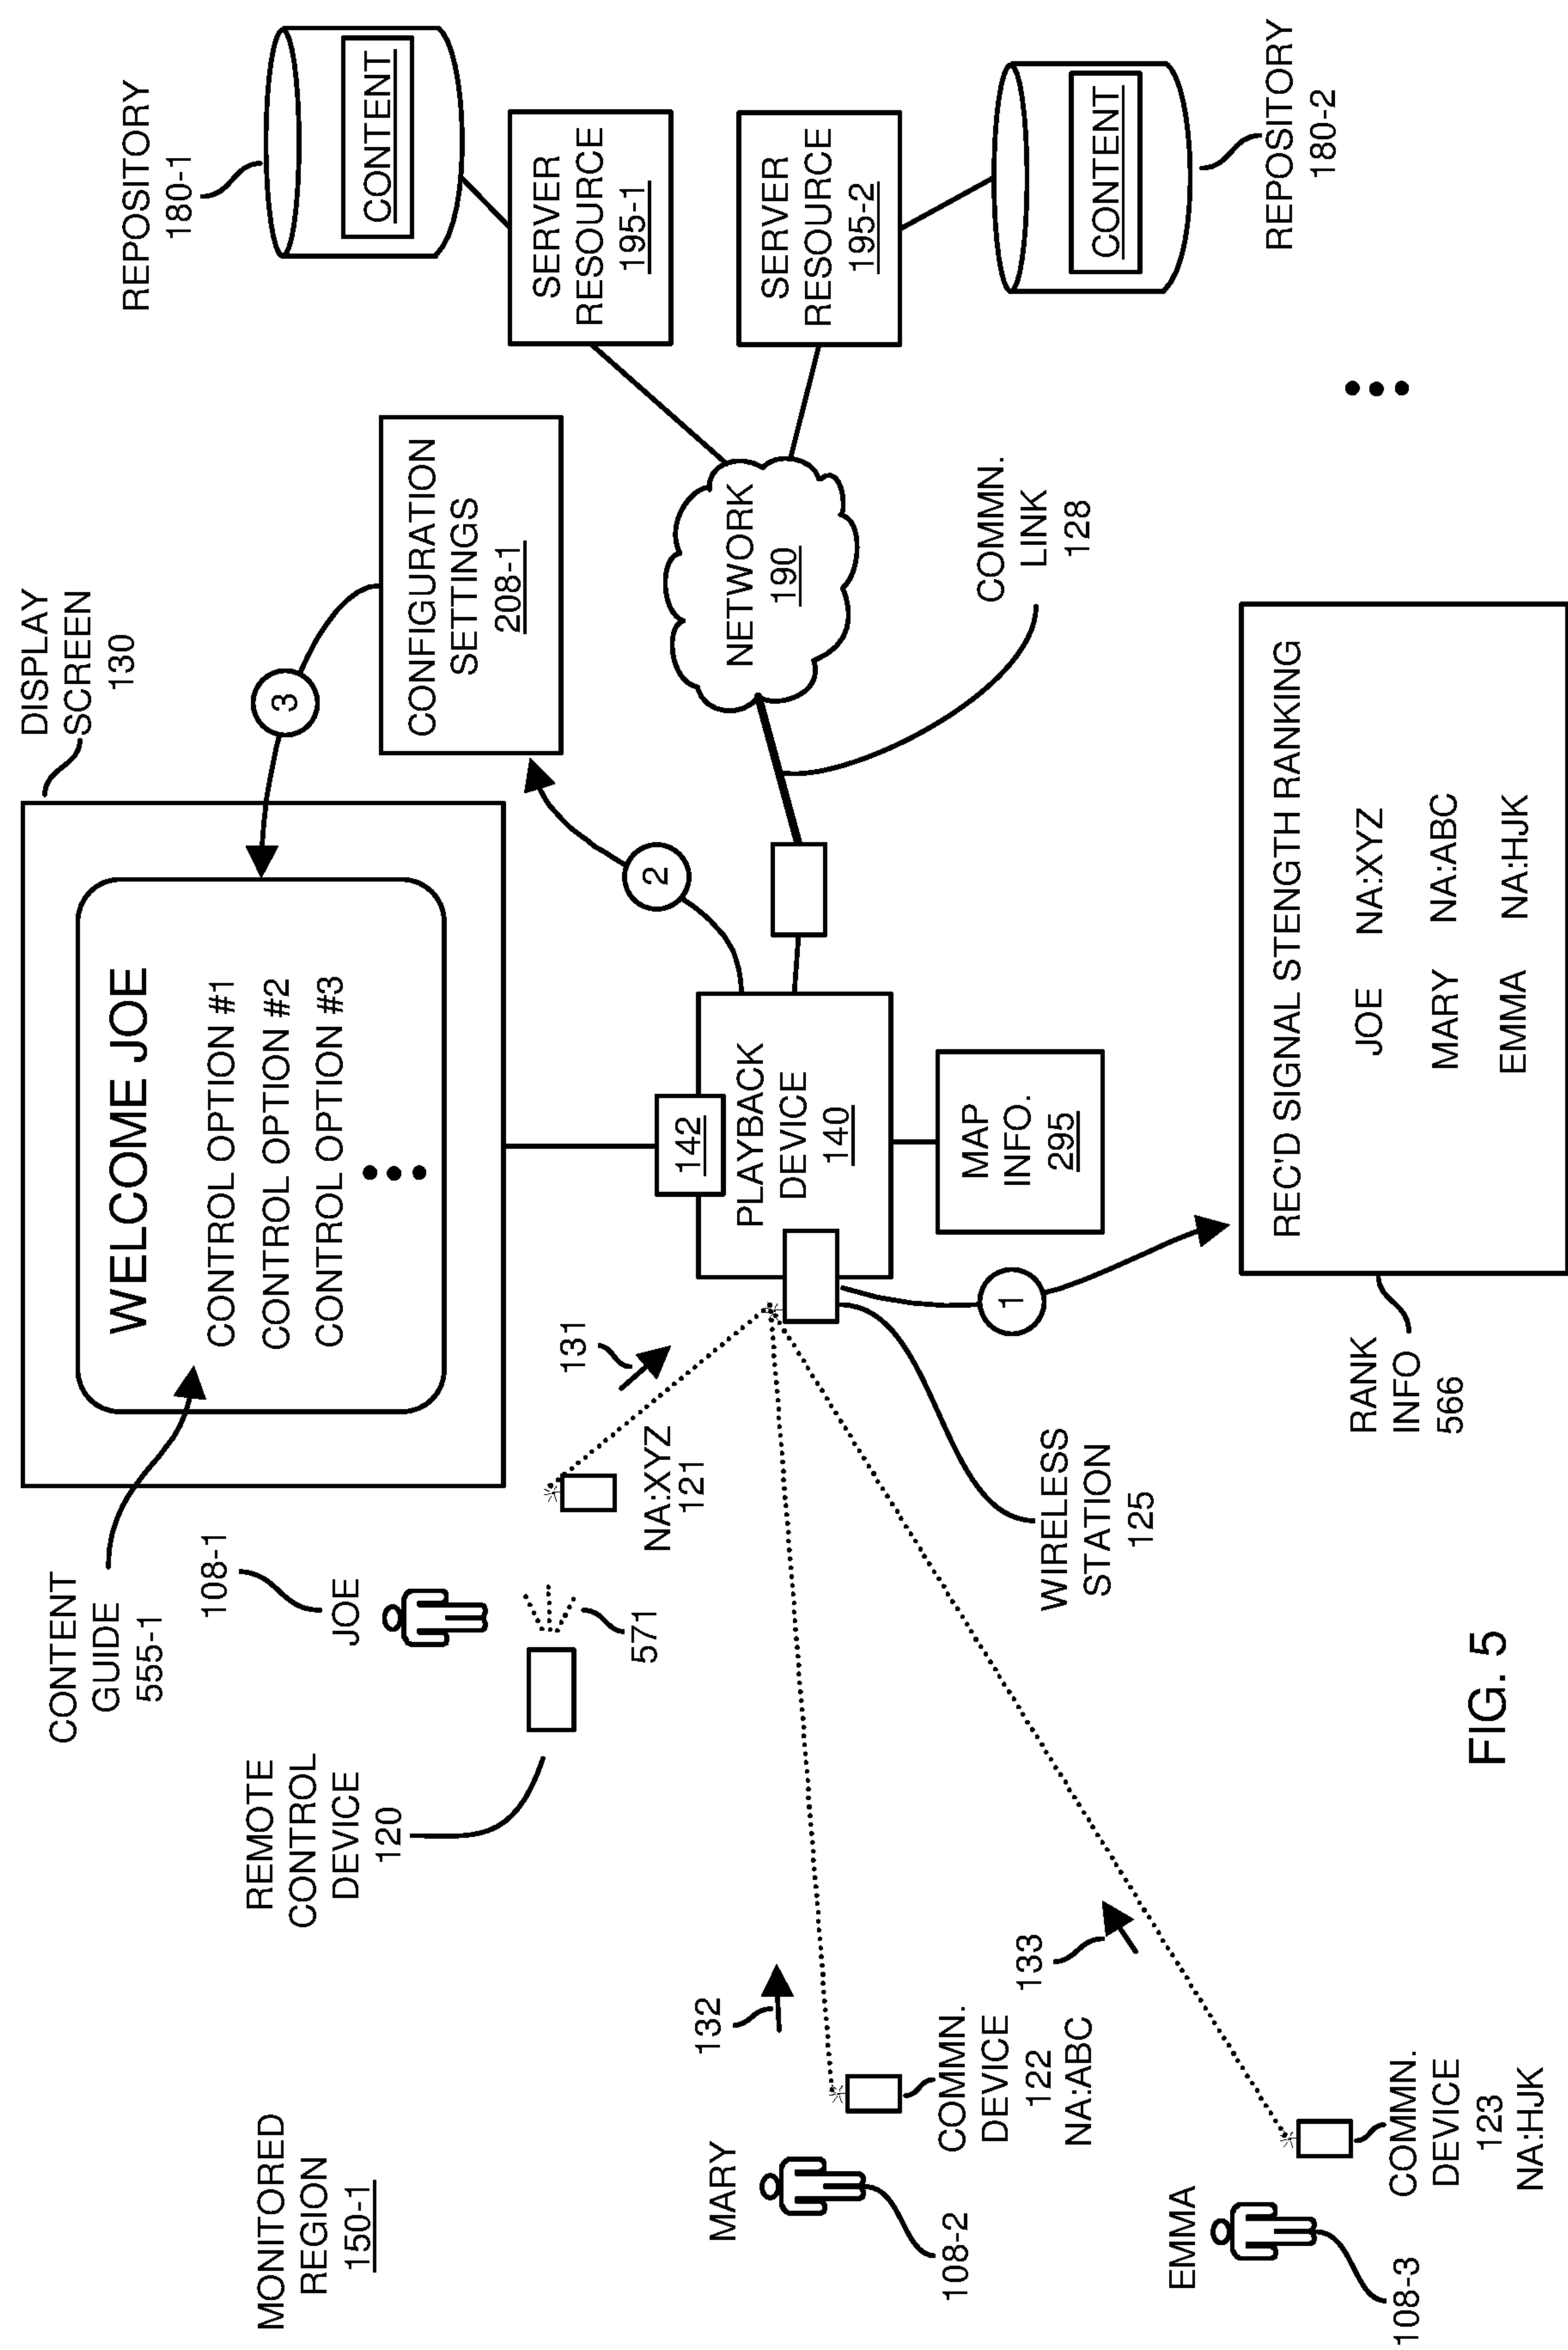 MONITORED
REGION
150-1
CONTENT
GUIDE
555-1
WELCOME JOE
CONTROL OPTION #1
CONTROL OPTION #2
CONTROL OPTION #3
DISPLAY
SCREEN
130
REPOSITORY
180-1
CONTENT
108-1
JOE
REMOTE
CONTROL
DEVICE
120
571
NA:XYZ
121
131
3
CONFIGURATION
SETTINGS
208-1
2
SERVER
RESOURCE
195-1
SERVER
RESOURCE
195-2
CONTENT
REPOSITORY
180-2
NETWORK
190
COMMN.
LINK
128
142
PLAYBACK
DEVICE
140
MAP
INFO.
295
1
WIRELESS
STATION
125
MARY
108-2
132
COMMN.
DEVICE
122
NA:ABC
133
EMMA
108-3
COMMN.
DEVICE
123
NA:HJK
RANK
INFO
566
REC'D SIGNAL STENGTH RANKING
JOE NA:XYZ
MARY NA:ABC
EMMA NA:HJK
FIG. 5